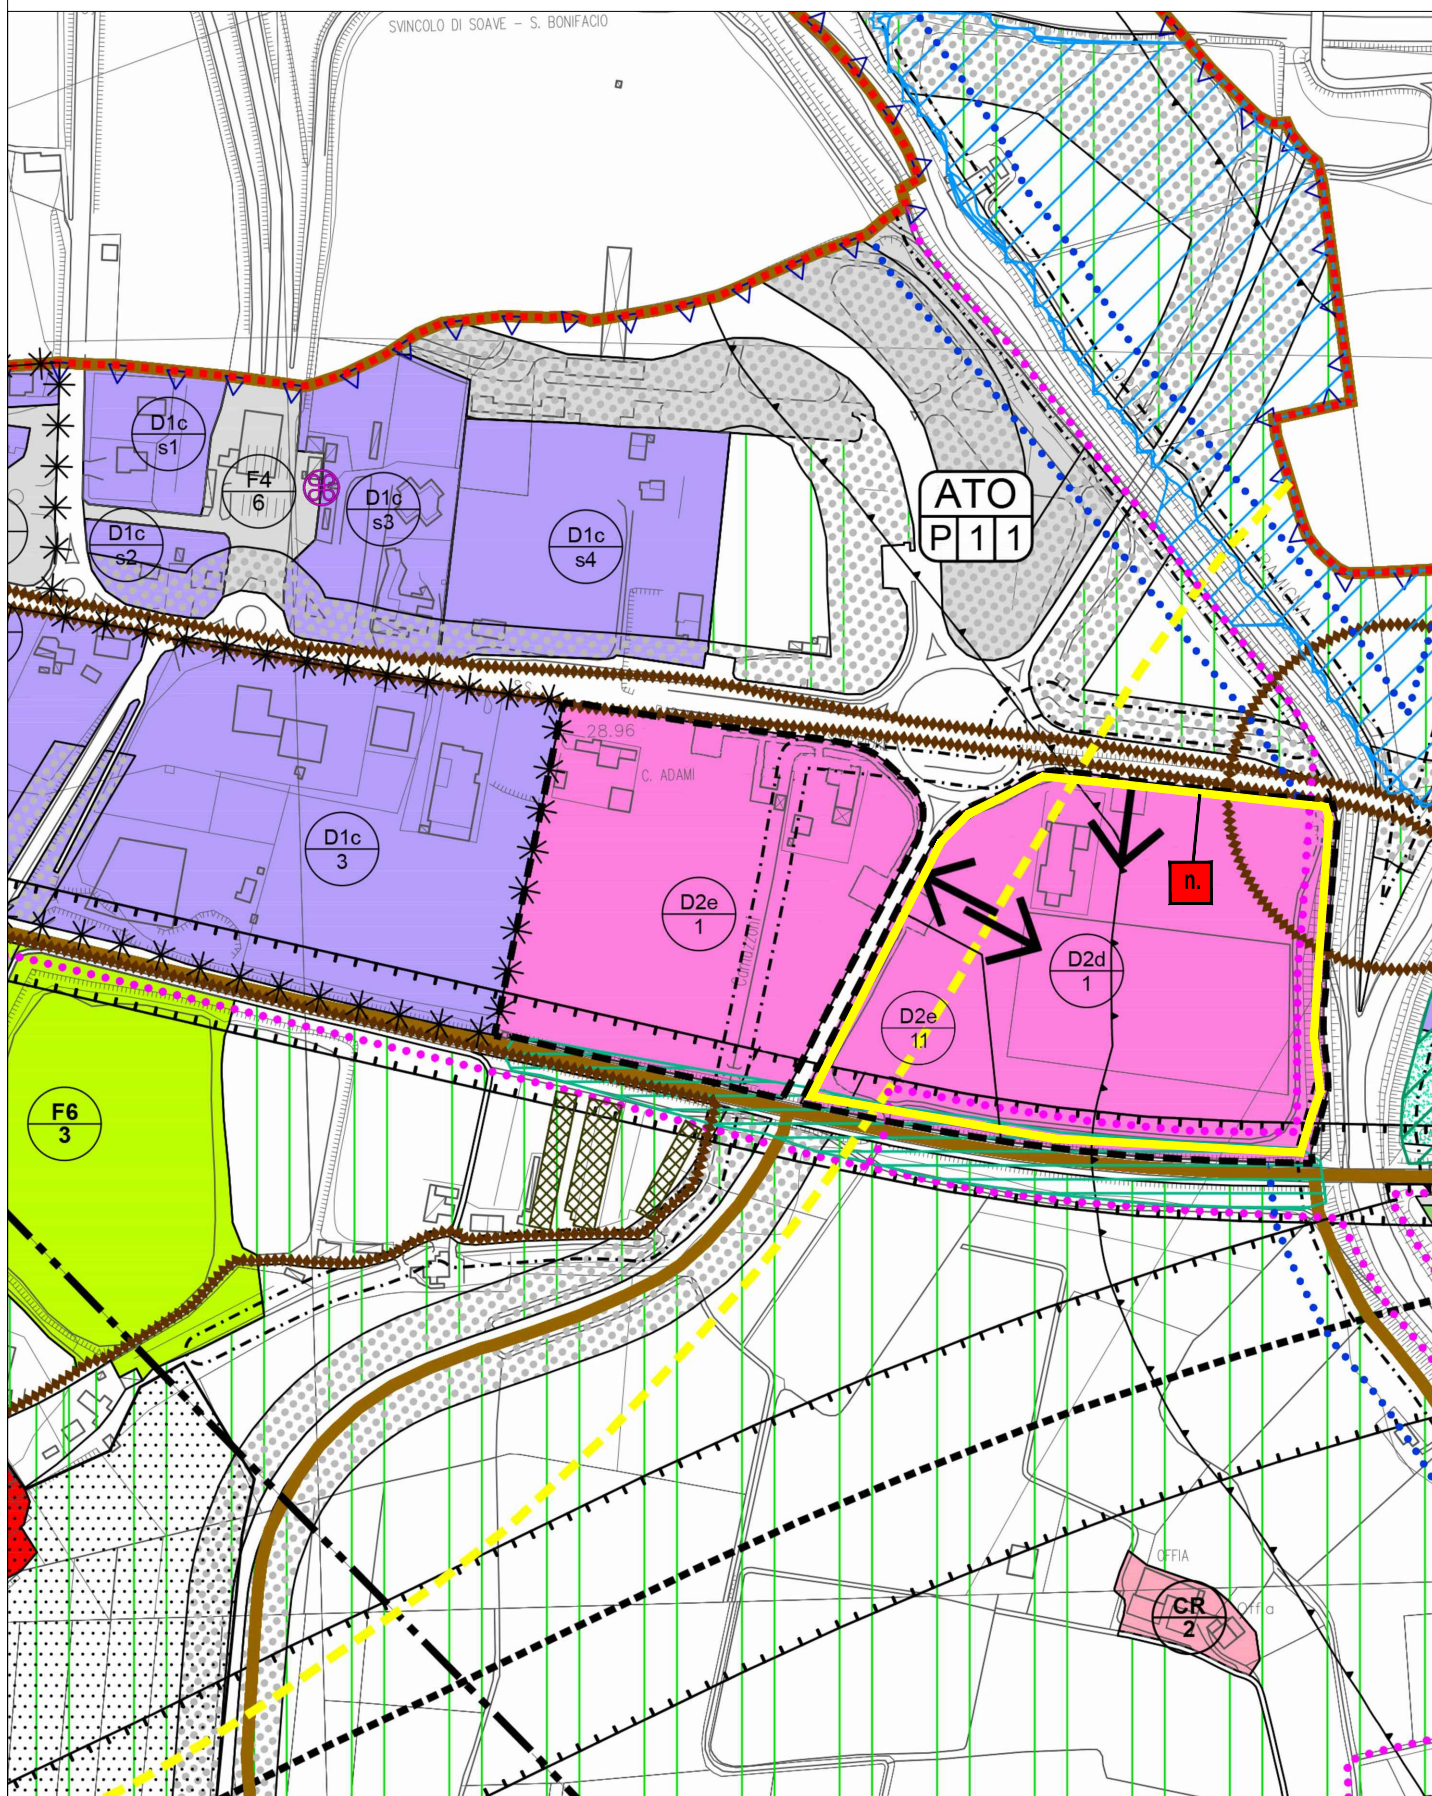 SVINCOLO DI SOAVE – S. BONIFACIO
D1c
s1
F4
6
D1c
s3
D1c
s2
D1c
s4
ATO
P 1 1
28.96
C. ADAMI
D1c
3
D2e
1
n.
D2d
1
D2e
11
F6
3
OFFIA
CR
2
Offia